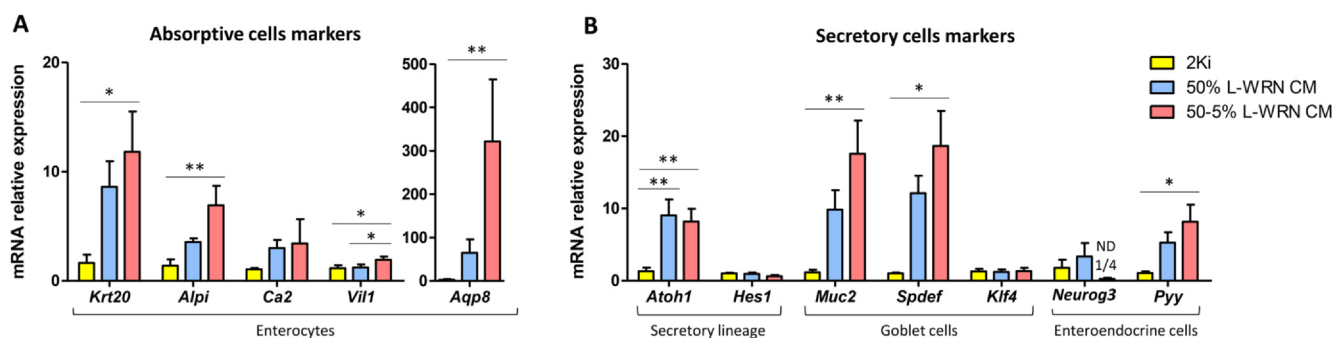 A
Absorptive cells markers
mRNA relative expression
20
10
0
*
**
*
*
Krt20 Alpi Ca2 Vil1
500
400
300
200
100
0
**
Aqp8
Enterocytes
B
Secretory cells markers
mRNA relative expression
30
20
10
0
**
**
**
*
ND
1/4
*
Atoh1 Hes1 Muc2 Spdef Klf4 Neurog3 Pyy
Secretory lineage Goblet cells Enteroendocrine cells
2Ki
50% L-WRN CM
50-5% L-WRN CM